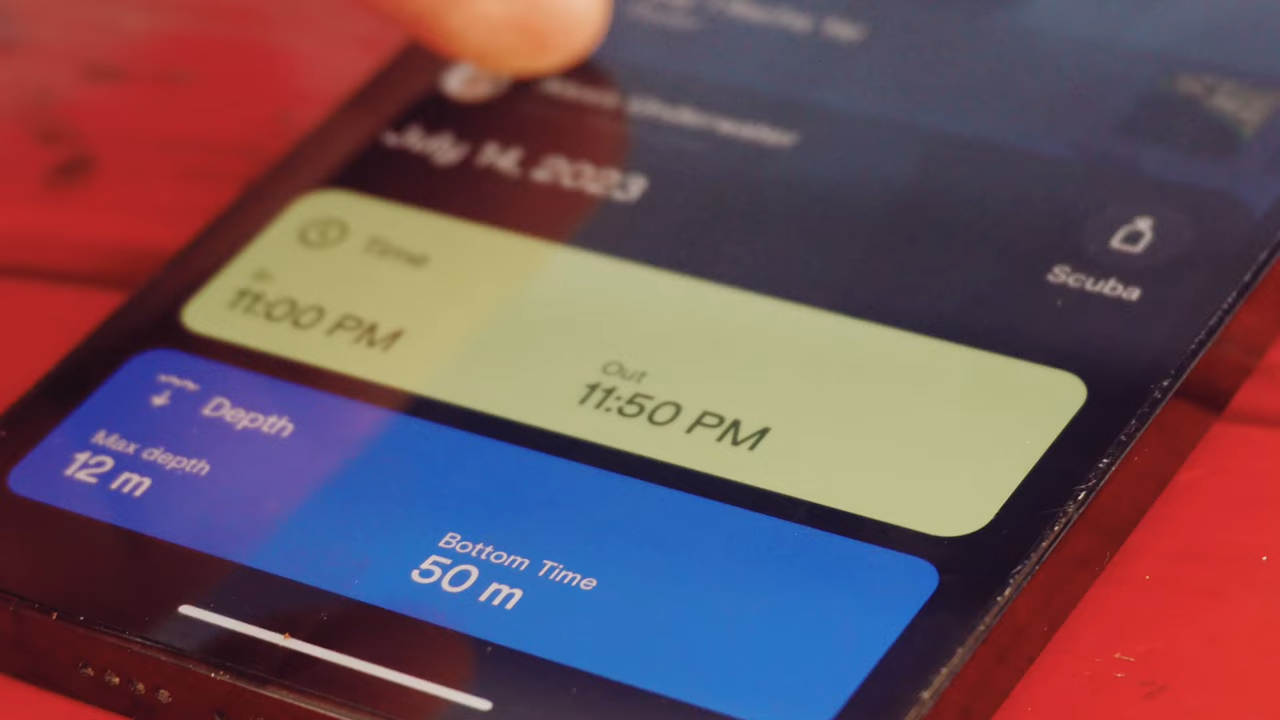 Underwater
July 14, 2023
Scuba
Time
In
11:00 PM
Out
11:50 PM
Depth
Max depth
12 m
Bottom Time
50 m